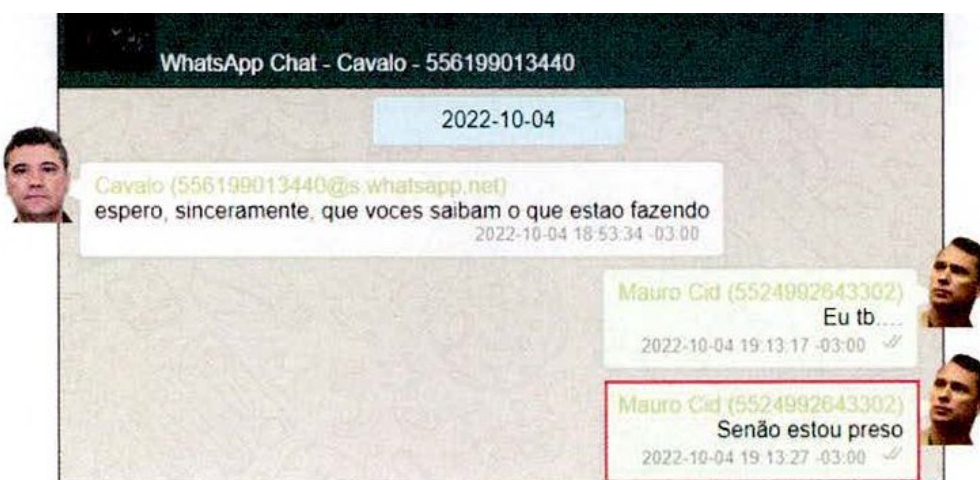 WhatsApp Chat - Cavalo - 556199013440
2022-10-04
Cavalo (556199013440@s.whatsapp.net)
espero, sinceramente, que voces saibam o que estao fazendo
2022-10-04 18:53:34 -03:00
Mauro Cid (5524992643302)
Eu tb....
2022-10-04 19:13:17 -03:00
Mauro Cid (5524992643302)
Senão estou preso
2022-10-04 19:13:27 -03:00